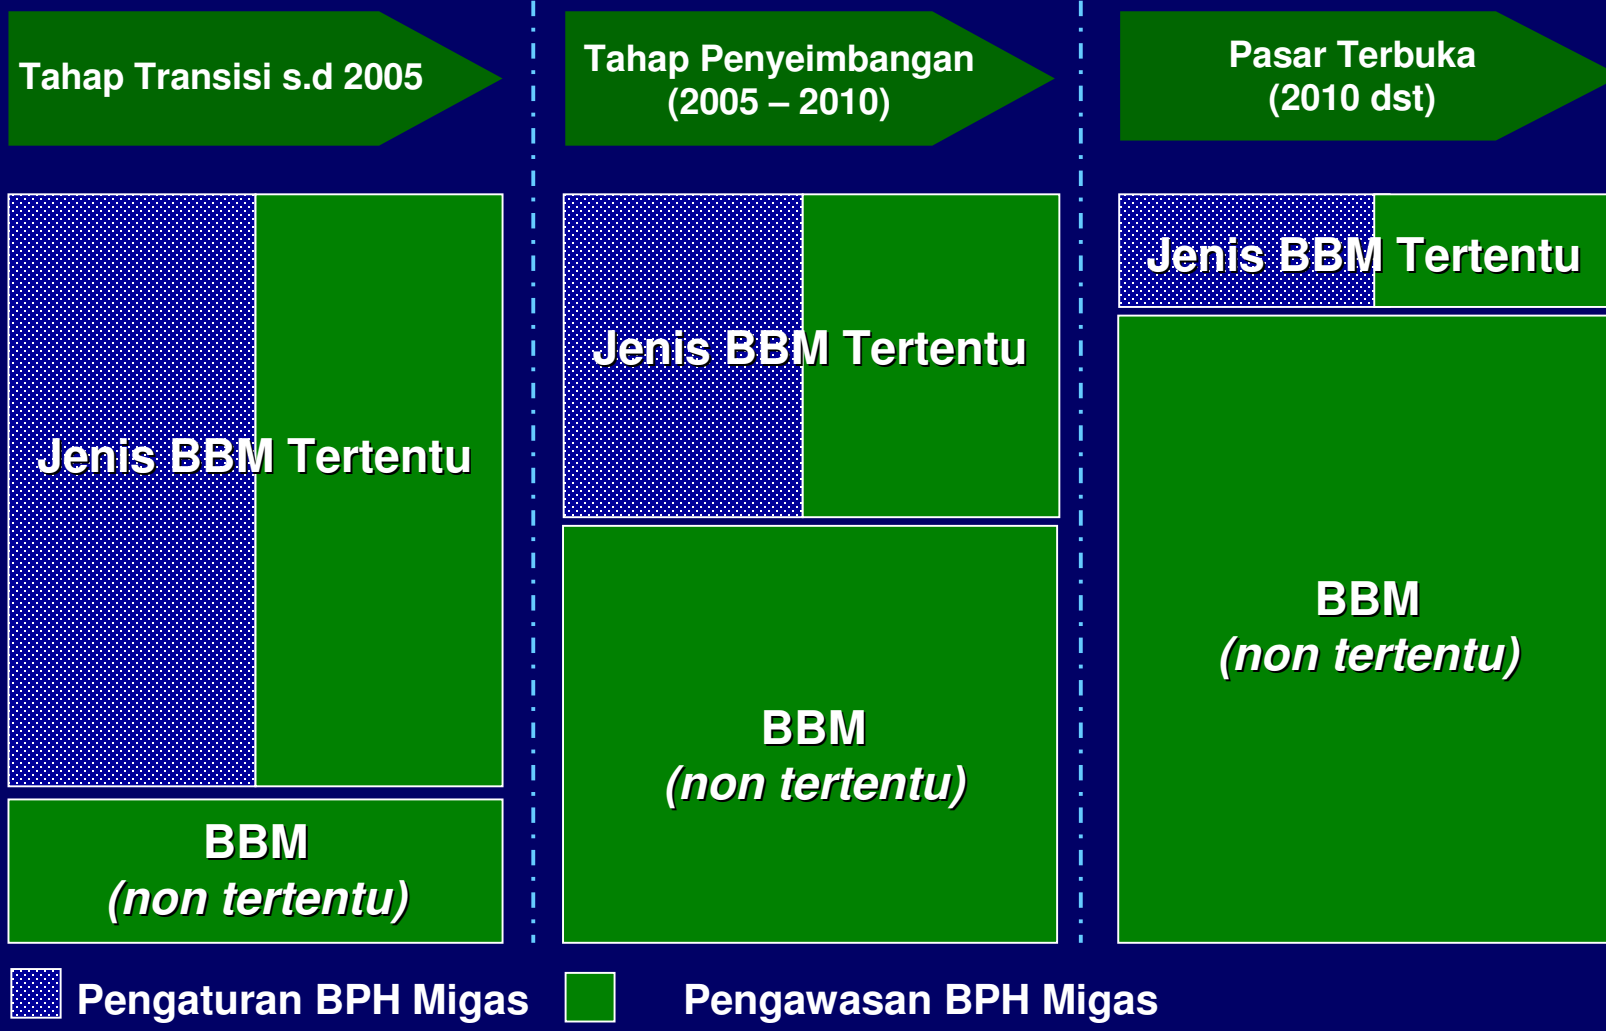 Tahap Transisi s.d 2005
Tahap Penyeimbangan
(2005 – 2010)
Pasar Terbuka
(2010 dst)
Jenis BBM Tertentu
BBM
(non tertentu)
Jenis BBM Tertentu
BBM
(non tertentu)
Jenis BBM Tertentu
BBM
(non tertentu)
Pengaturan BPH Migas
Pengawasan BPH Migas